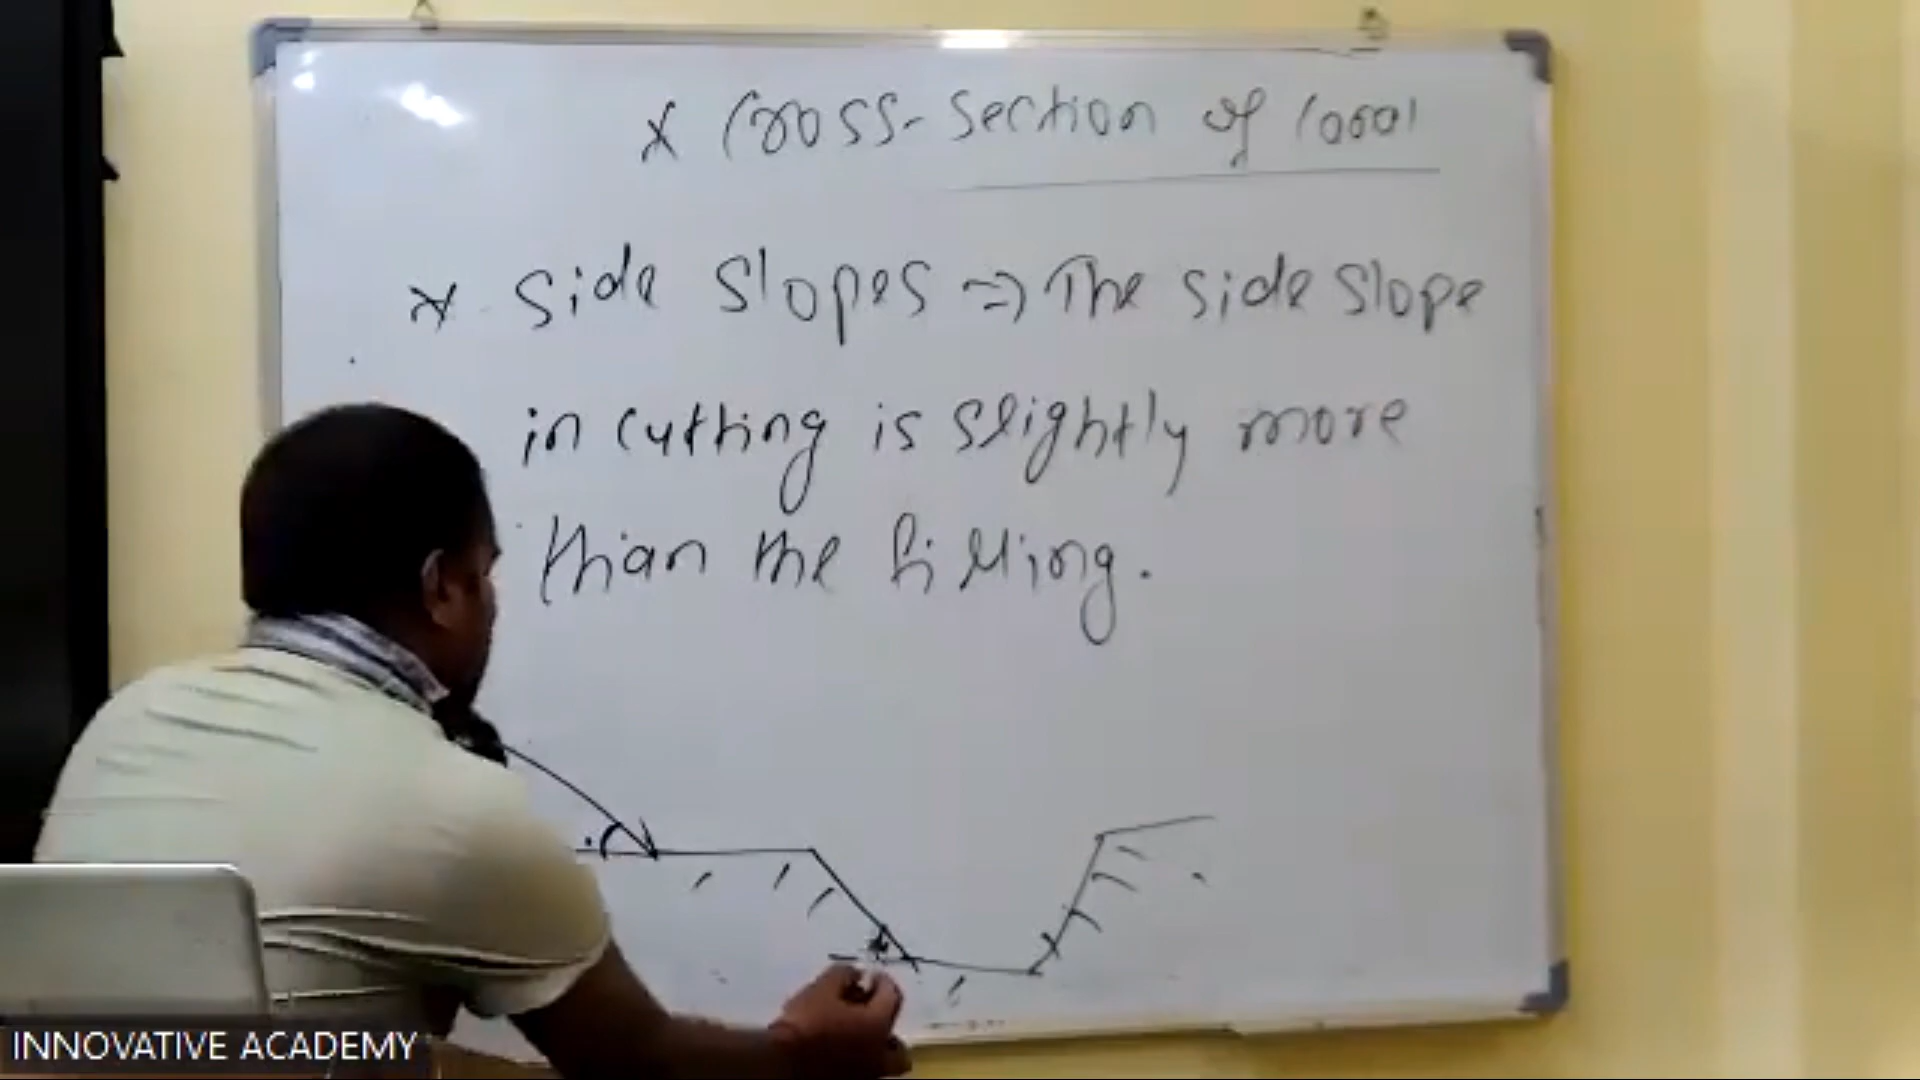 x Cross-section of road
* Side Slopes => The side slope
in cutting is slightly more
than the filling.
INNOVATIVE ACADEMY